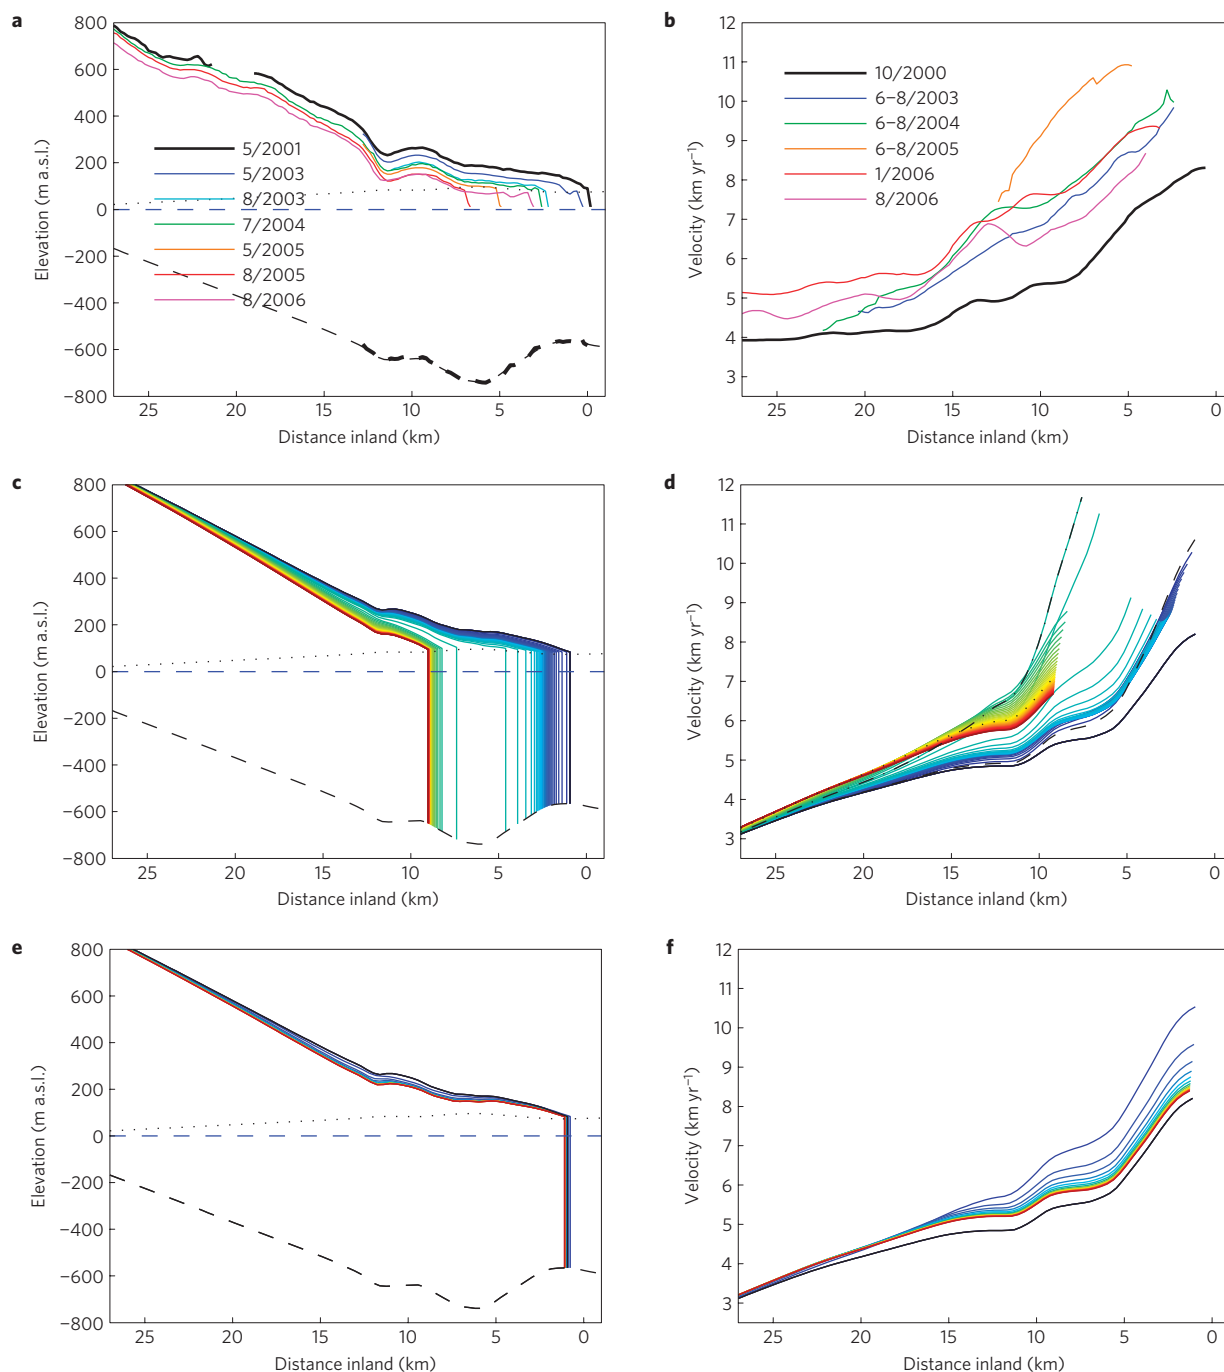 a
800
600
400
200
0
−200
−400
−600
−800
Elevation (m a.s.l.)
5/2001
5/2003
8/2003
7/2004
5/2005
8/2005
8/2006
25 20 15 10 5 0
Distance inland (km)
b
12
11
10
9
8
7
6
5
4
3
Velocity (km yr⁻¹)
10/2000
6–8/2003
6–8/2004
6–8/2005
1/2006
8/2006
25 20 15 10 5 0
Distance inland (km)
c
800
600
400
200
0
−200
−400
−600
−800
Elevation (m a.s.l.)
25 20 15 10 5 0
Distance inland (km)
d
12
11
10
9
8
7
6
5
4
3
Velocity (km yr⁻¹)
25 20 15 10 5 0
Distance inland (km)
e
800
600
400
200
0
−200
−400
−600
−800
Elevation (m a.s.l.)
25 20 15 10 5 0
Distance inland (km)
f
12
11
10
9
8
7
6
5
4
3
Velocity (km yr⁻¹)
25 20 15 10 5 0
Distance inland (km)